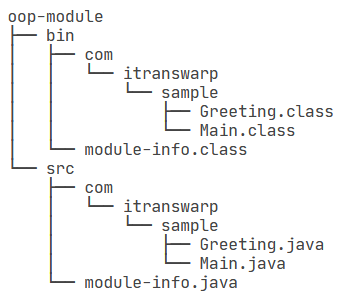 oop-module
├── bin
│   ├── com
│   │   └── itranswarp
│   │       └── sample
│   │           ├── Greeting.class
│   │           └── Main.class
│   └── module-info.class
└── src
    ├── com
    │   └── itranswarp
    │       └── sample
    │           ├── Greeting.java
    │           └── Main.java
    └── module-info.java